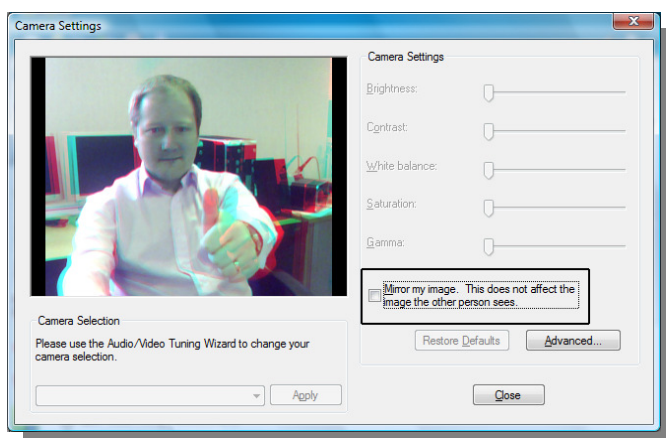 Camera Settings
Camera Settings
Brightness:
Contrast:
White balance:
Saturation:
Gamma:
Mirror my image. This does not affect the
image the other person sees.
Restore Defaults
Advanced...
Camera Selection
Please use the Audio/Video Tuning Wizard to change your
camera selection.
Apply
Close